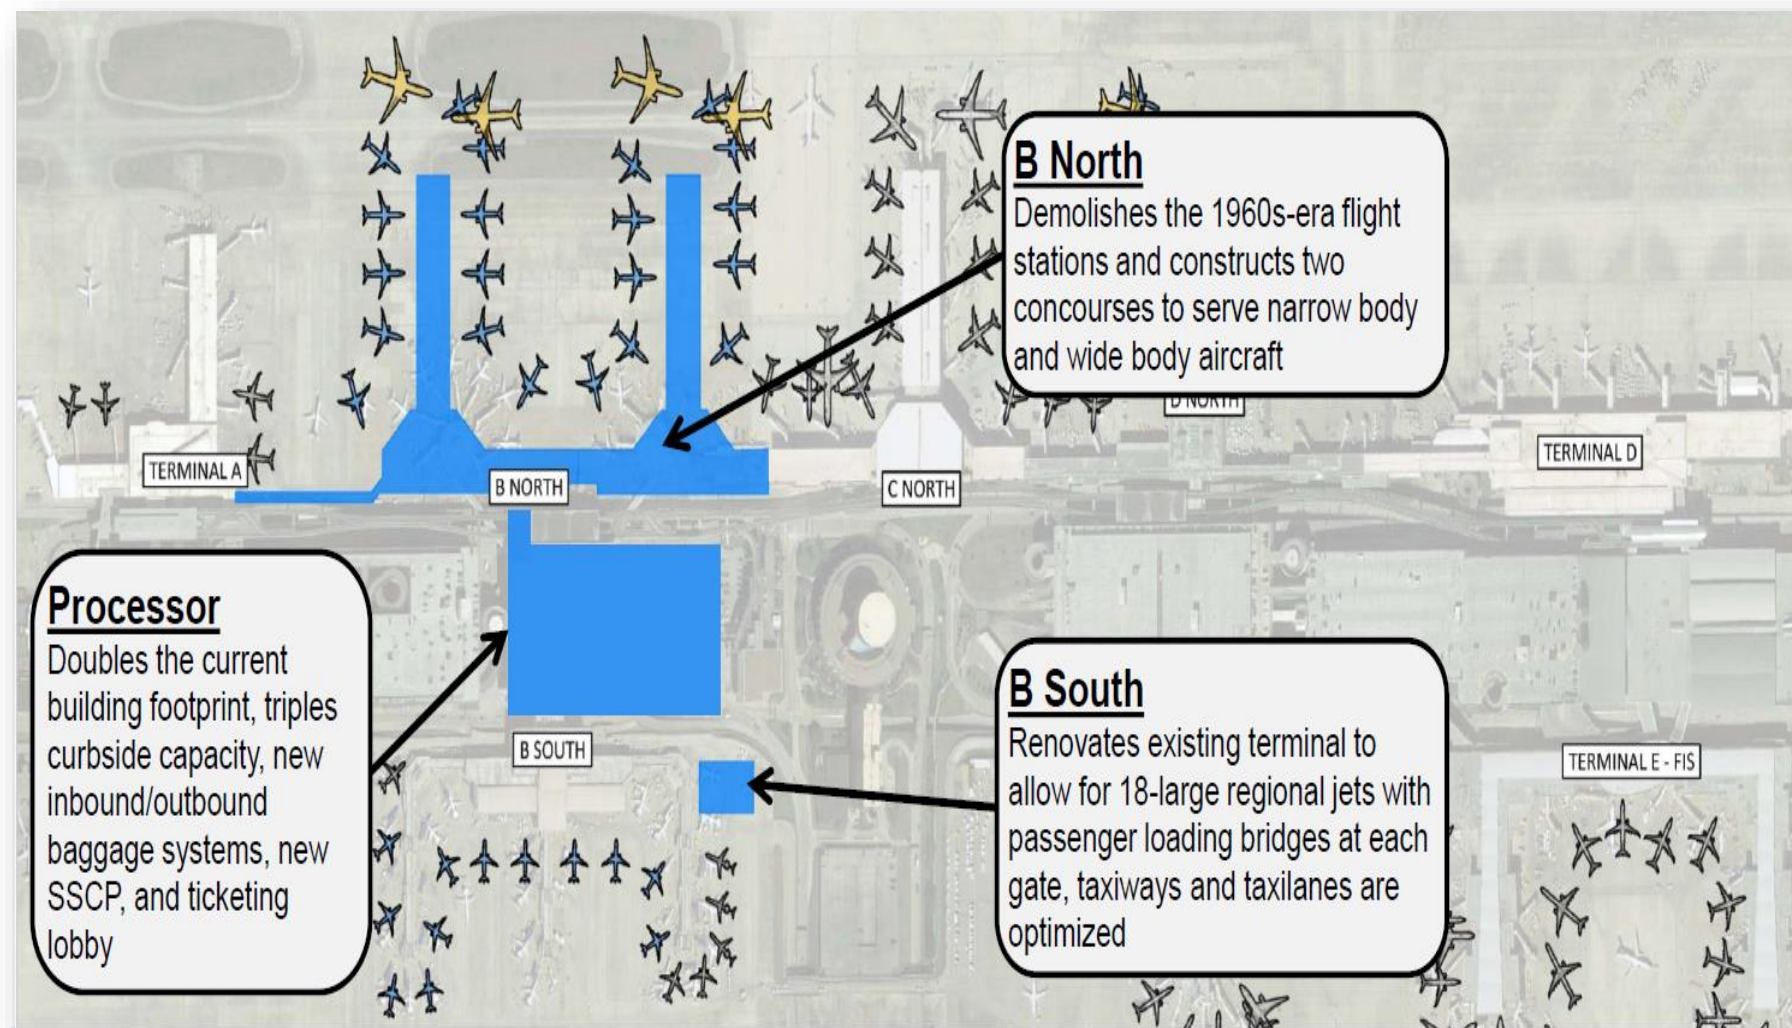 B North
Demolishes the 1960s-era flight
stations and constructs two
concourses to serve narrow body
and wide body aircraft
D NORTH
TERMINAL A
B NORTH
C NORTH
TERMINAL D
Processor
Doubles the current
building footprint, triples
curbside capacity, new
inbound/outbound
baggage systems, new
SSCP, and ticketing
lobby
B SOUTH
B South
Renovates existing terminal to
allow for 18-large regional jets with
passenger loading bridges at each
gate, taxiways and taxilanes are
optimized
TERMINAL E - FIS